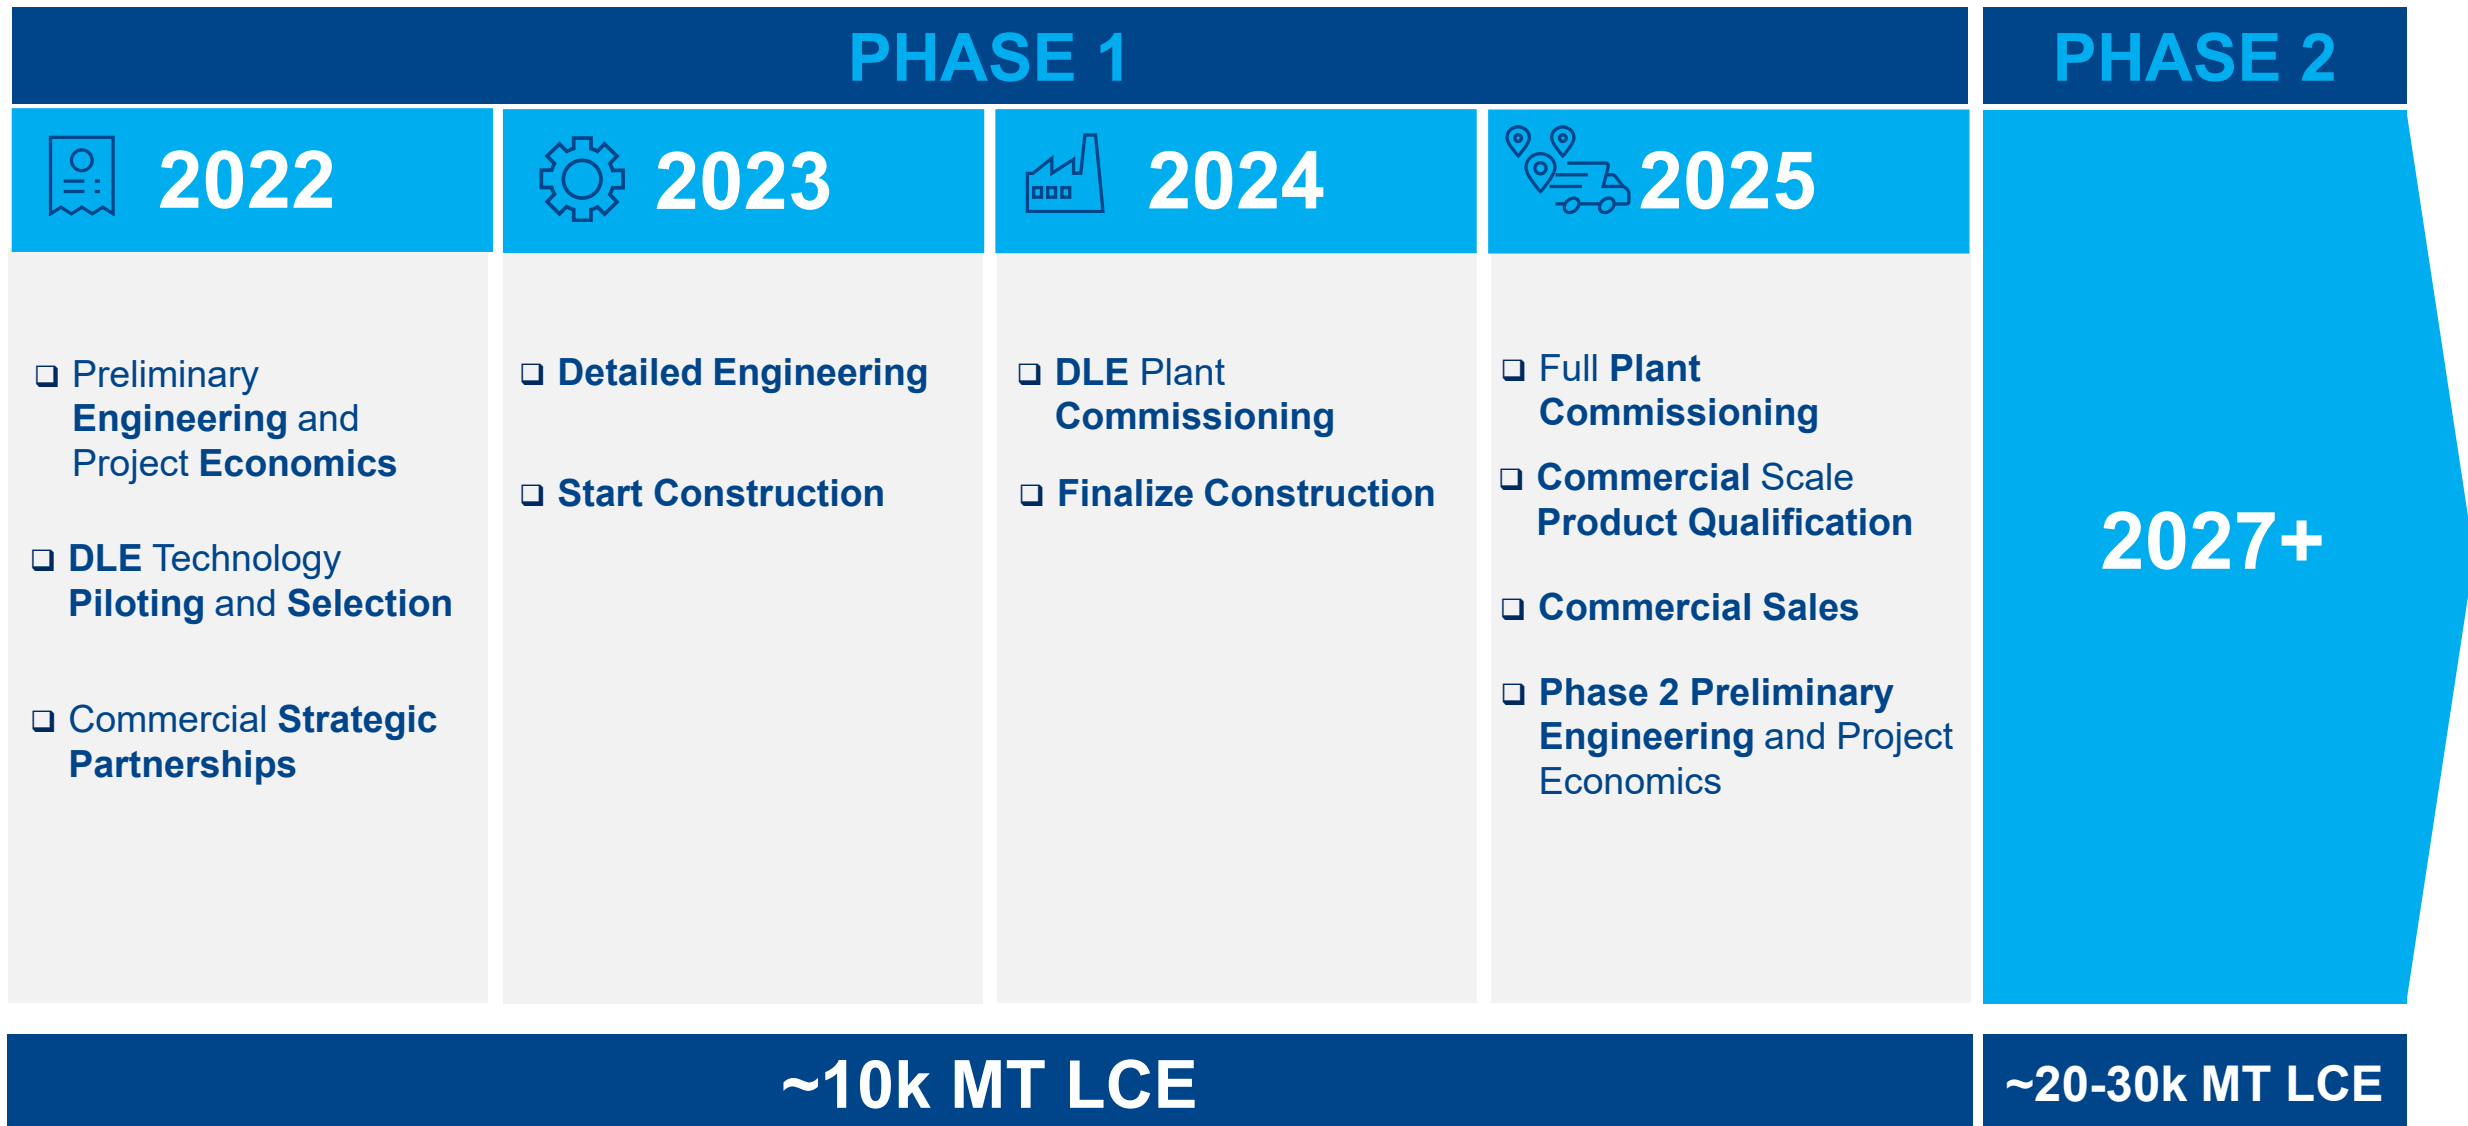 PHASE 1
PHASE 2
2022
2023
2024
2025
Preliminary
Engineering and
Project Economics
DLE Technology
Piloting and Selection
Commercial Strategic
Partnerships
Detailed Engineering
Start Construction
DLE Plant
Commissioning
Finalize Construction
Full Plant
Commissioning
Commercial Scale
Product Qualification
Commercial Sales
Phase 2 Preliminary
Engineering and Project
Economics
2027+
~10k MT LCE
~20-30k MT LCE